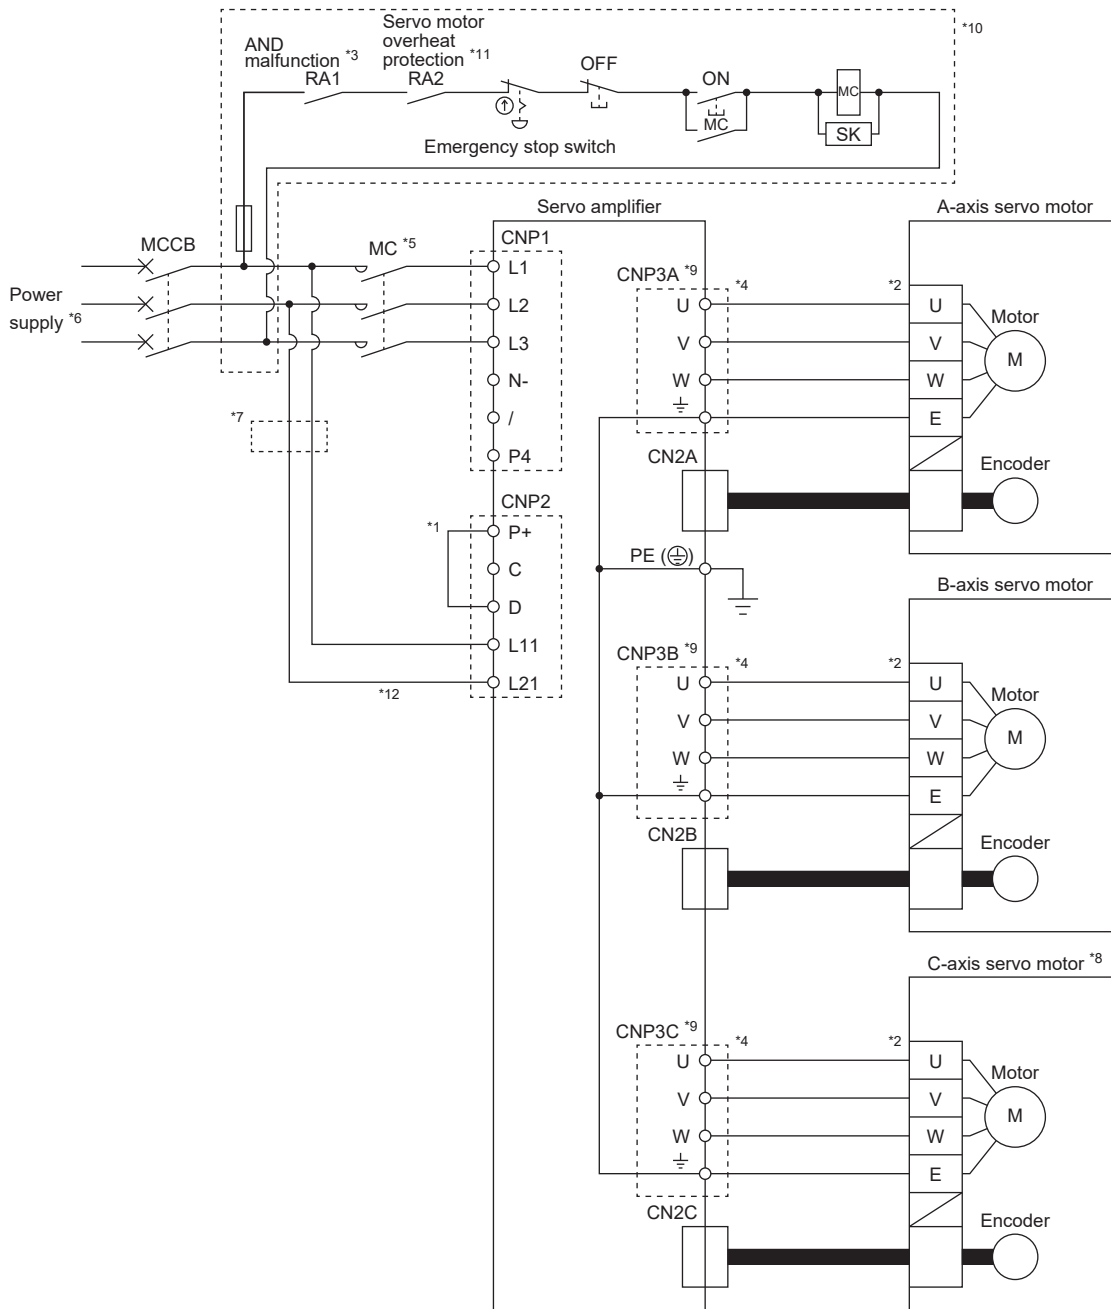 *10
AND
malfunction *3
RA1
Servo motor
overheat
protection *11
RA2
OFF
ON
MC
MC
SK
Emergency stop switch
Servo amplifier
A-axis servo motor
MCCB
MC *5
CNP1
L1
L2
L3
N-
/
P4
Power
supply *6
*7
CNP3A *9
*4
*2
U
V
W
U
V
W
E
Motor
M
CN2A
Encoder
CNP2
*1
P+
C
D
L11
L21
*12
PE ( )
B-axis servo motor
CNP3B *9
*4
*2
U
V
W
U
V
W
E
Motor
M
CN2B
Encoder
C-axis servo motor *8
CNP3C *9
*4
*2
U
V
W
U
V
W
E
Motor
M
CN2C
Encoder